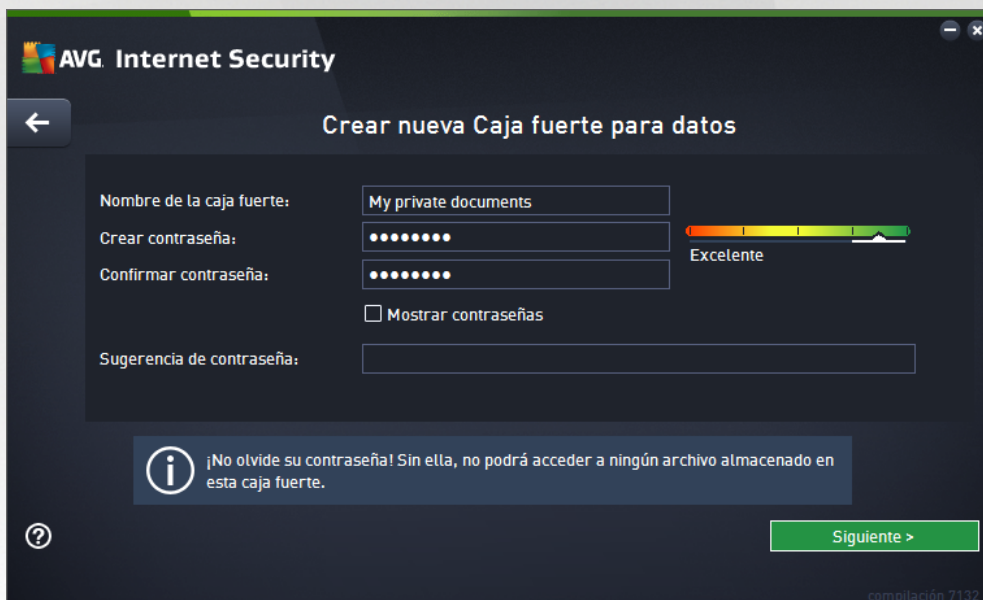 AVG Internet Security
Crear nueva Caja fuerte para datos
Nombre de la caja fuerte: My private documents
Crear contraseña: ••••••••
Excelente
Confirmar contraseña: ••••••••
Mostrar contraseñas
Sugerencia de contraseña:
¡No olvide su contraseña! Sin ella, no podrá acceder a ningún archivo almacenado en
esta caja fuerte.
Siguiente >
compilación 7132